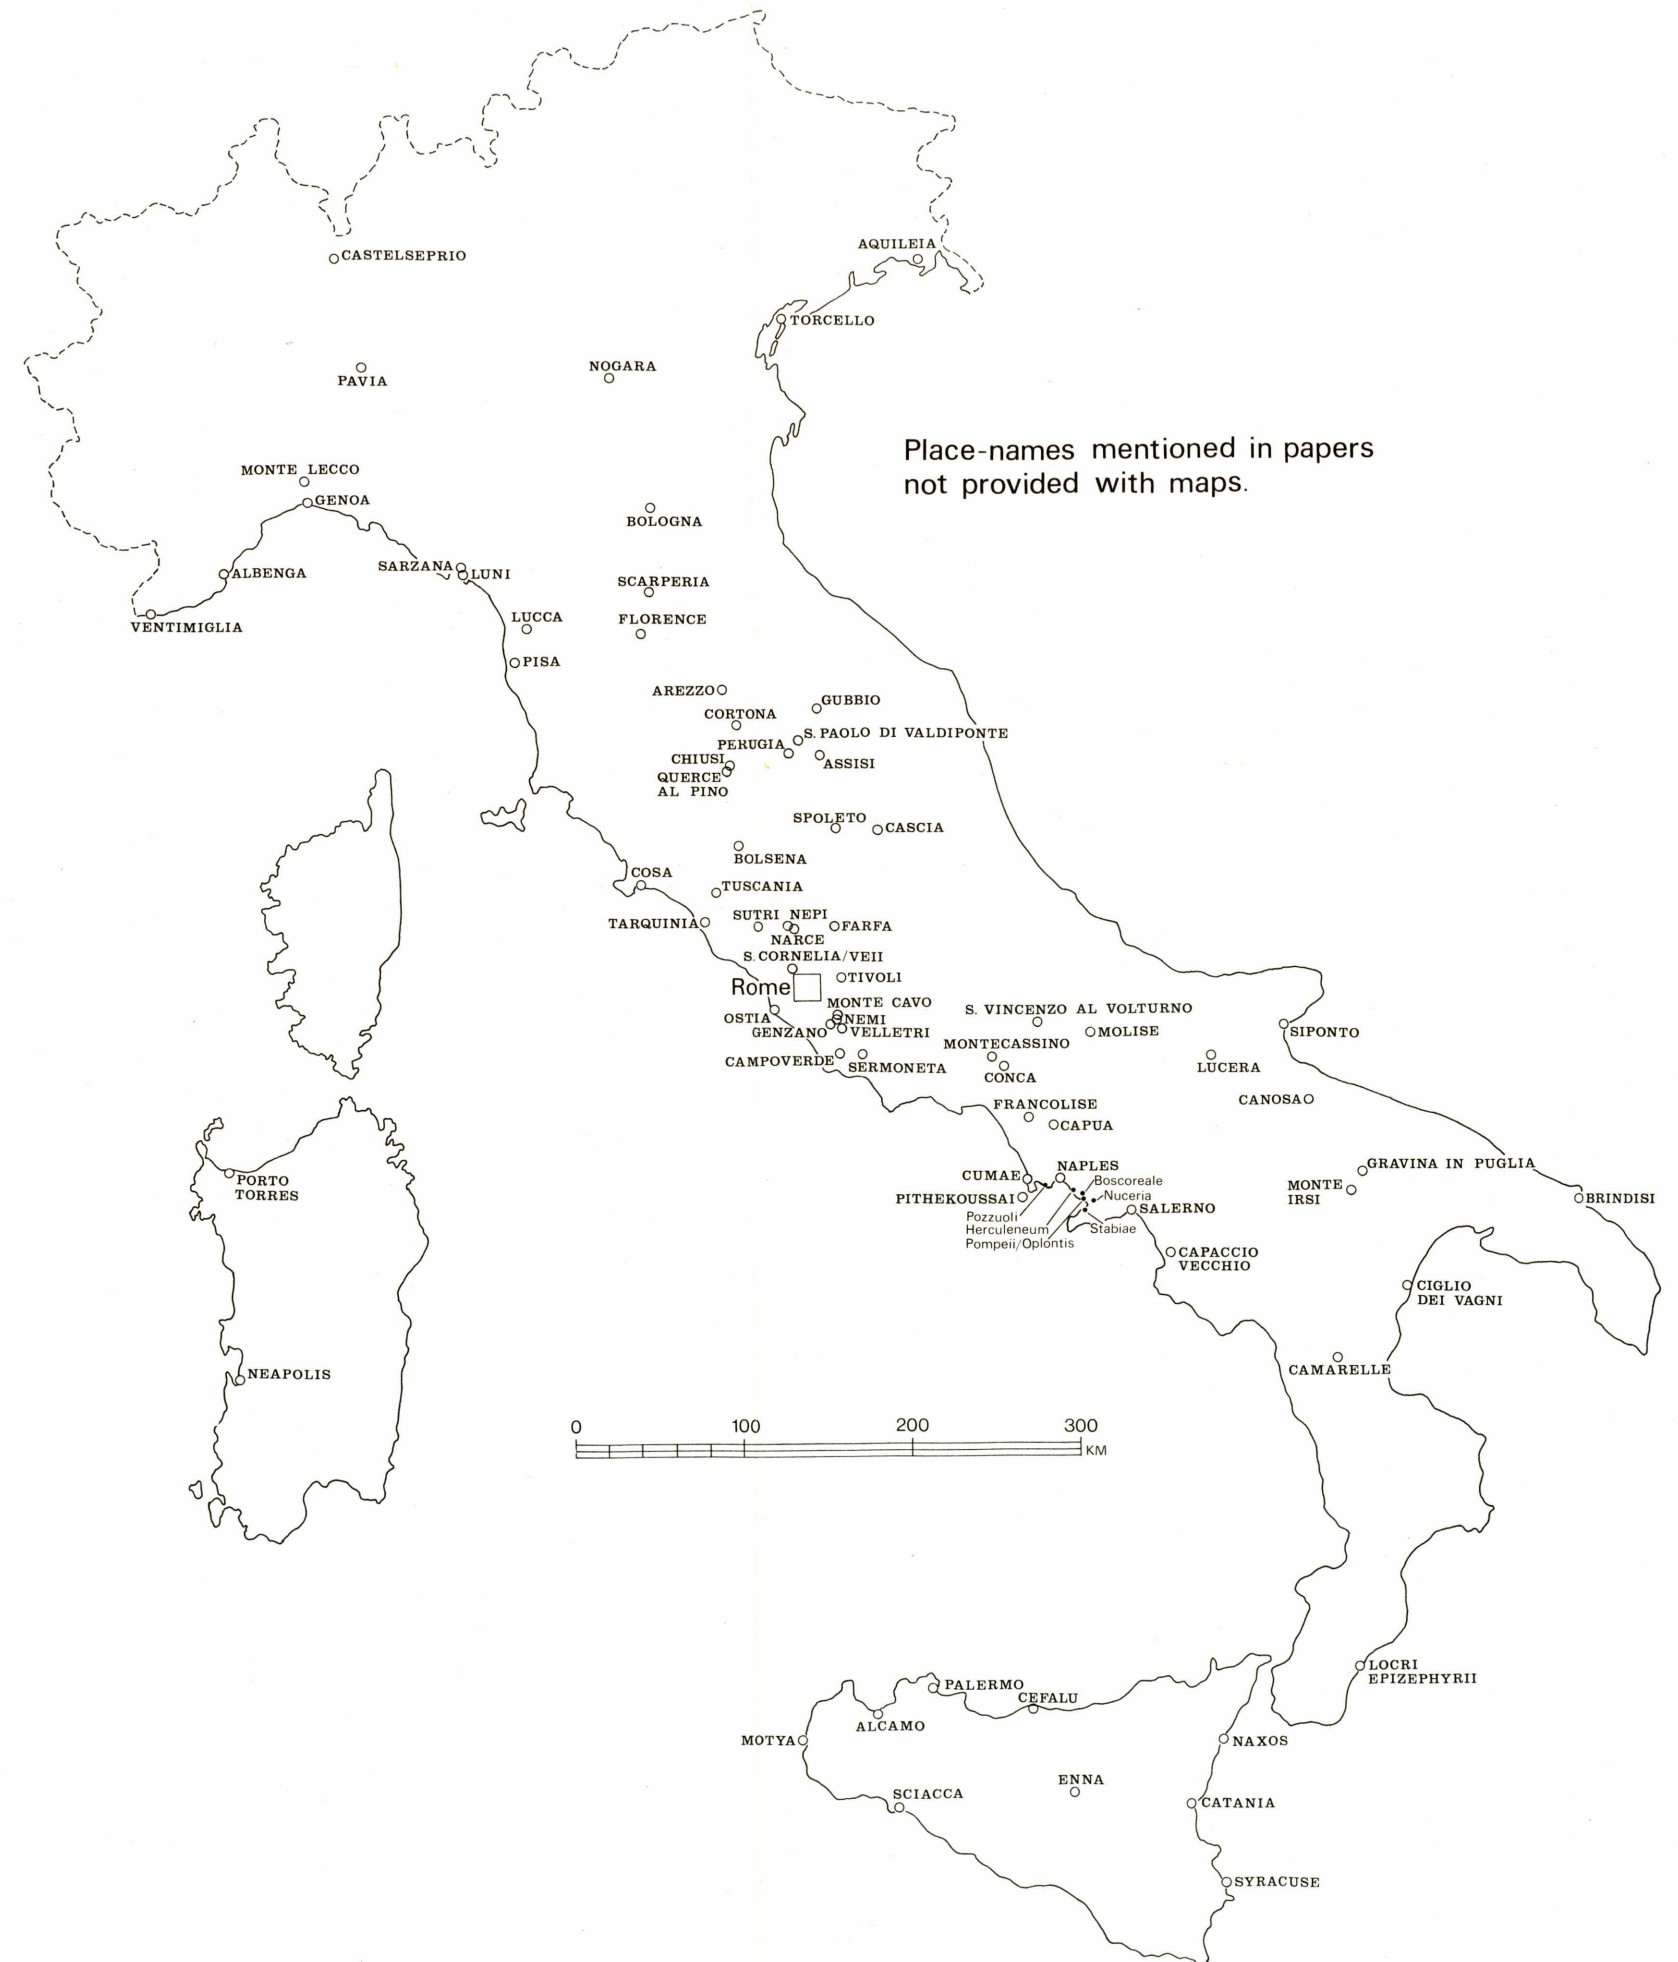 AQUILEIA
CASTELSEPRIO
TORCELLO
NOGARA
PAVIA
Place-names mentioned in papers
not provided with maps.
MONTE LECCO
GENOA
BOLOGNA
SARZANA
LUNI
ALBENGA
SCARPERIA
LUCCA
FLORENCE
VENTIMIGLIA
PISA
AREZZO
GUBBIO
CORTONA
S. PAOLO DI VALDIPONTE
PERUGIA
CHIUSI
ASSISI
QUERCE
AL PINO
SPOLETO
CASCIA
BOLSENA
COSA
TUSCANIA
SUTRI
NEPI
TARQUINIA
FARFA
NARCE
S. CORNELIA/VEII
TIVOLI
Rome
MONTE CAVO
S. VINCENZO AL VOLTURNO
OSTIA
NEMI
GENZANO
VELLETRI
MOLISE
SIPONTO
MONTECASSINO
CAMPOVERDE
SERMONETA
LUCERA
CONCA
CANOSA
FRANCOLISE
CAPUA
GRAVINA IN PUGLIA
NAPLES
CUMAE
PORTO
TORRES
Boscoreale
MONTE
IRSI
PITHEKOUSSAI
Nuceria
BRINDISI
SALERNO
Pozzuoli
Herculeneum
Stabiae
Pompeii/Oplontis
CAPACCIO
VECCHIO
CIGLIO
DEI VAGNI
CAMARELLE
NEAPOLIS
0 100 200 300
KM
LOCRI
EPIZEPHYRII
PALERMO
CEFALU
ALCAMO
MOTYA
NAXOS
ENNA
SCIACCA
CATANIA
SYRACUSE